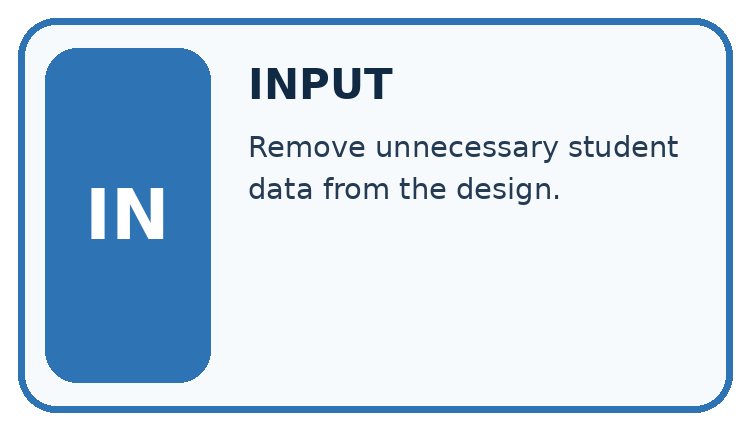 IN
INPUT
Remove unnecessary student
data from the design.